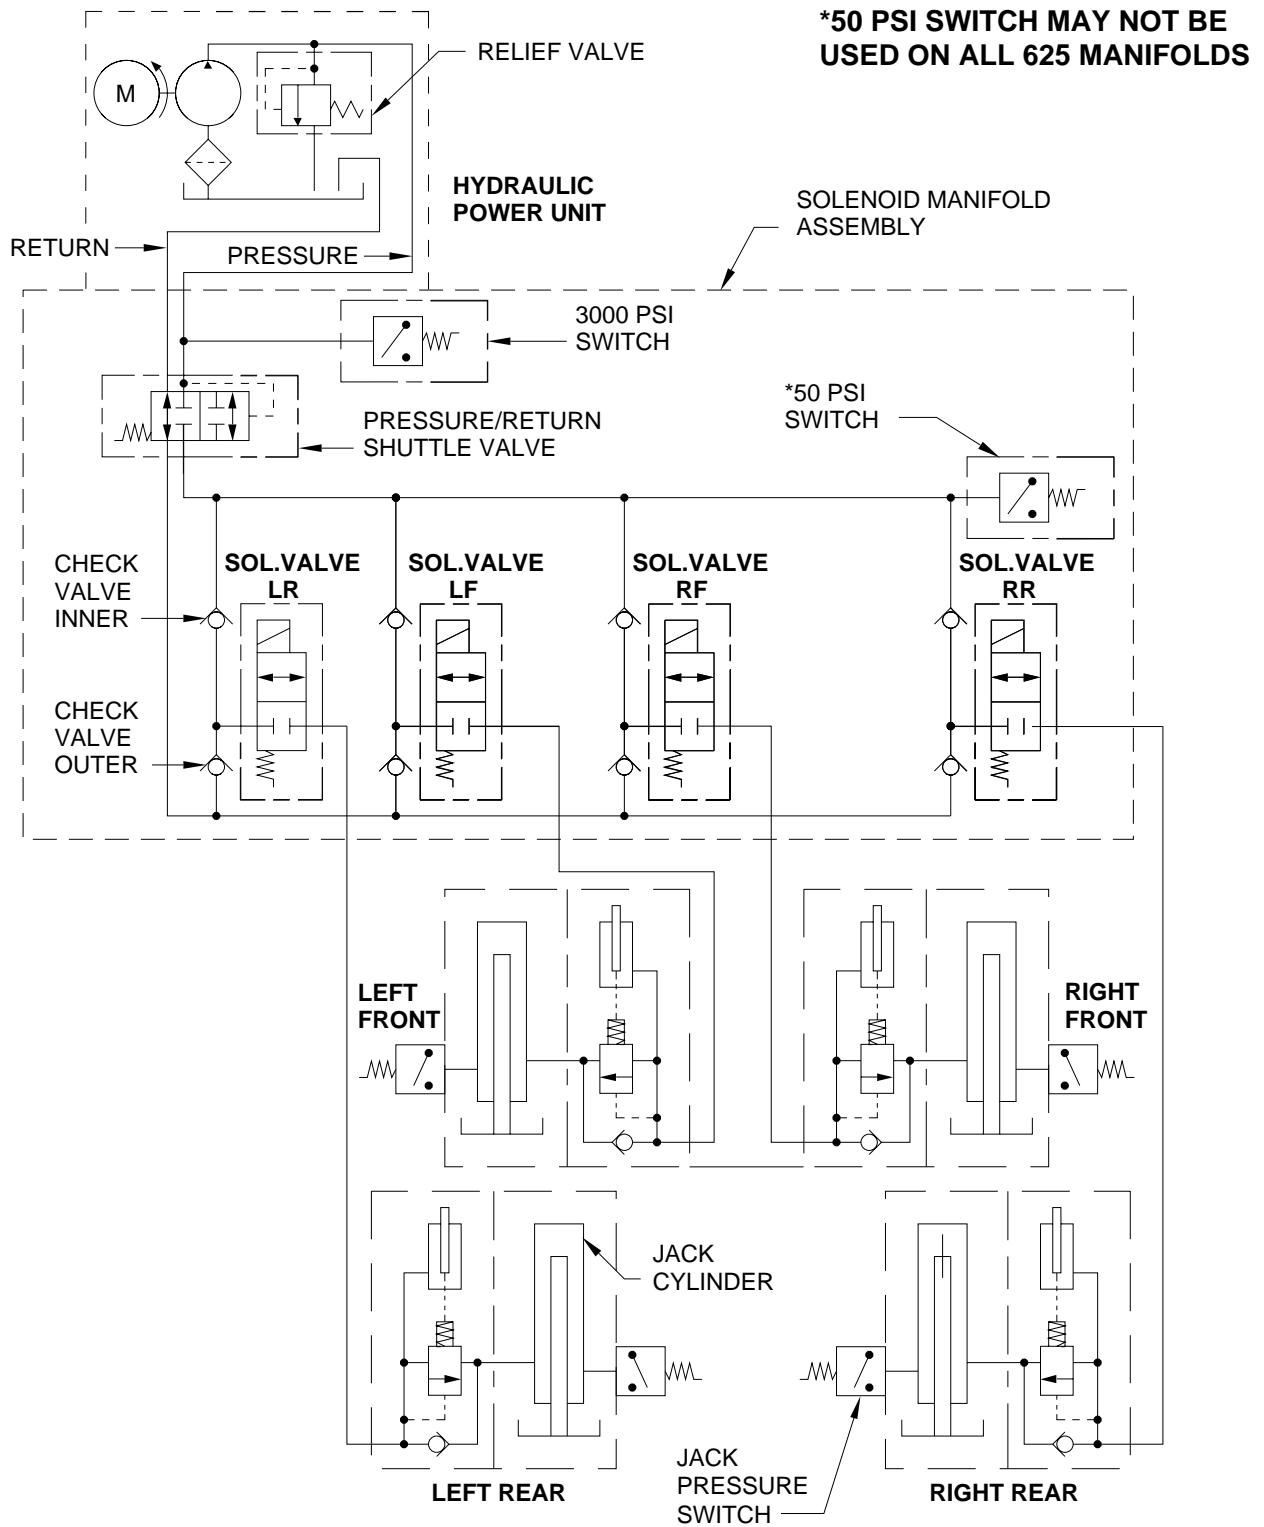 *50 PSI SWITCH MAY NOT BE
USED ON ALL 625 MANIFOLDS
RELIEF VALVE
M
HYDRAULIC
POWER UNIT
SOLENOID MANIFOLD
ASSEMBLY
RETURN
PRESSURE
3000 PSI
SWITCH
*50 PSI
SWITCH
PRESSURE/RETURN
SHUTTLE VALVE
CHECK
VALVE
INNER
SOL.VALVE
LR
SOL.VALVE
LF
SOL.VALVE
RF
SOL.VALVE
RR
CHECK
VALVE
OUTER
LEFT
FRONT
RIGHT
FRONT
JACK
CYLINDER
JACK
PRESSURE
SWITCH
LEFT REAR
RIGHT REAR